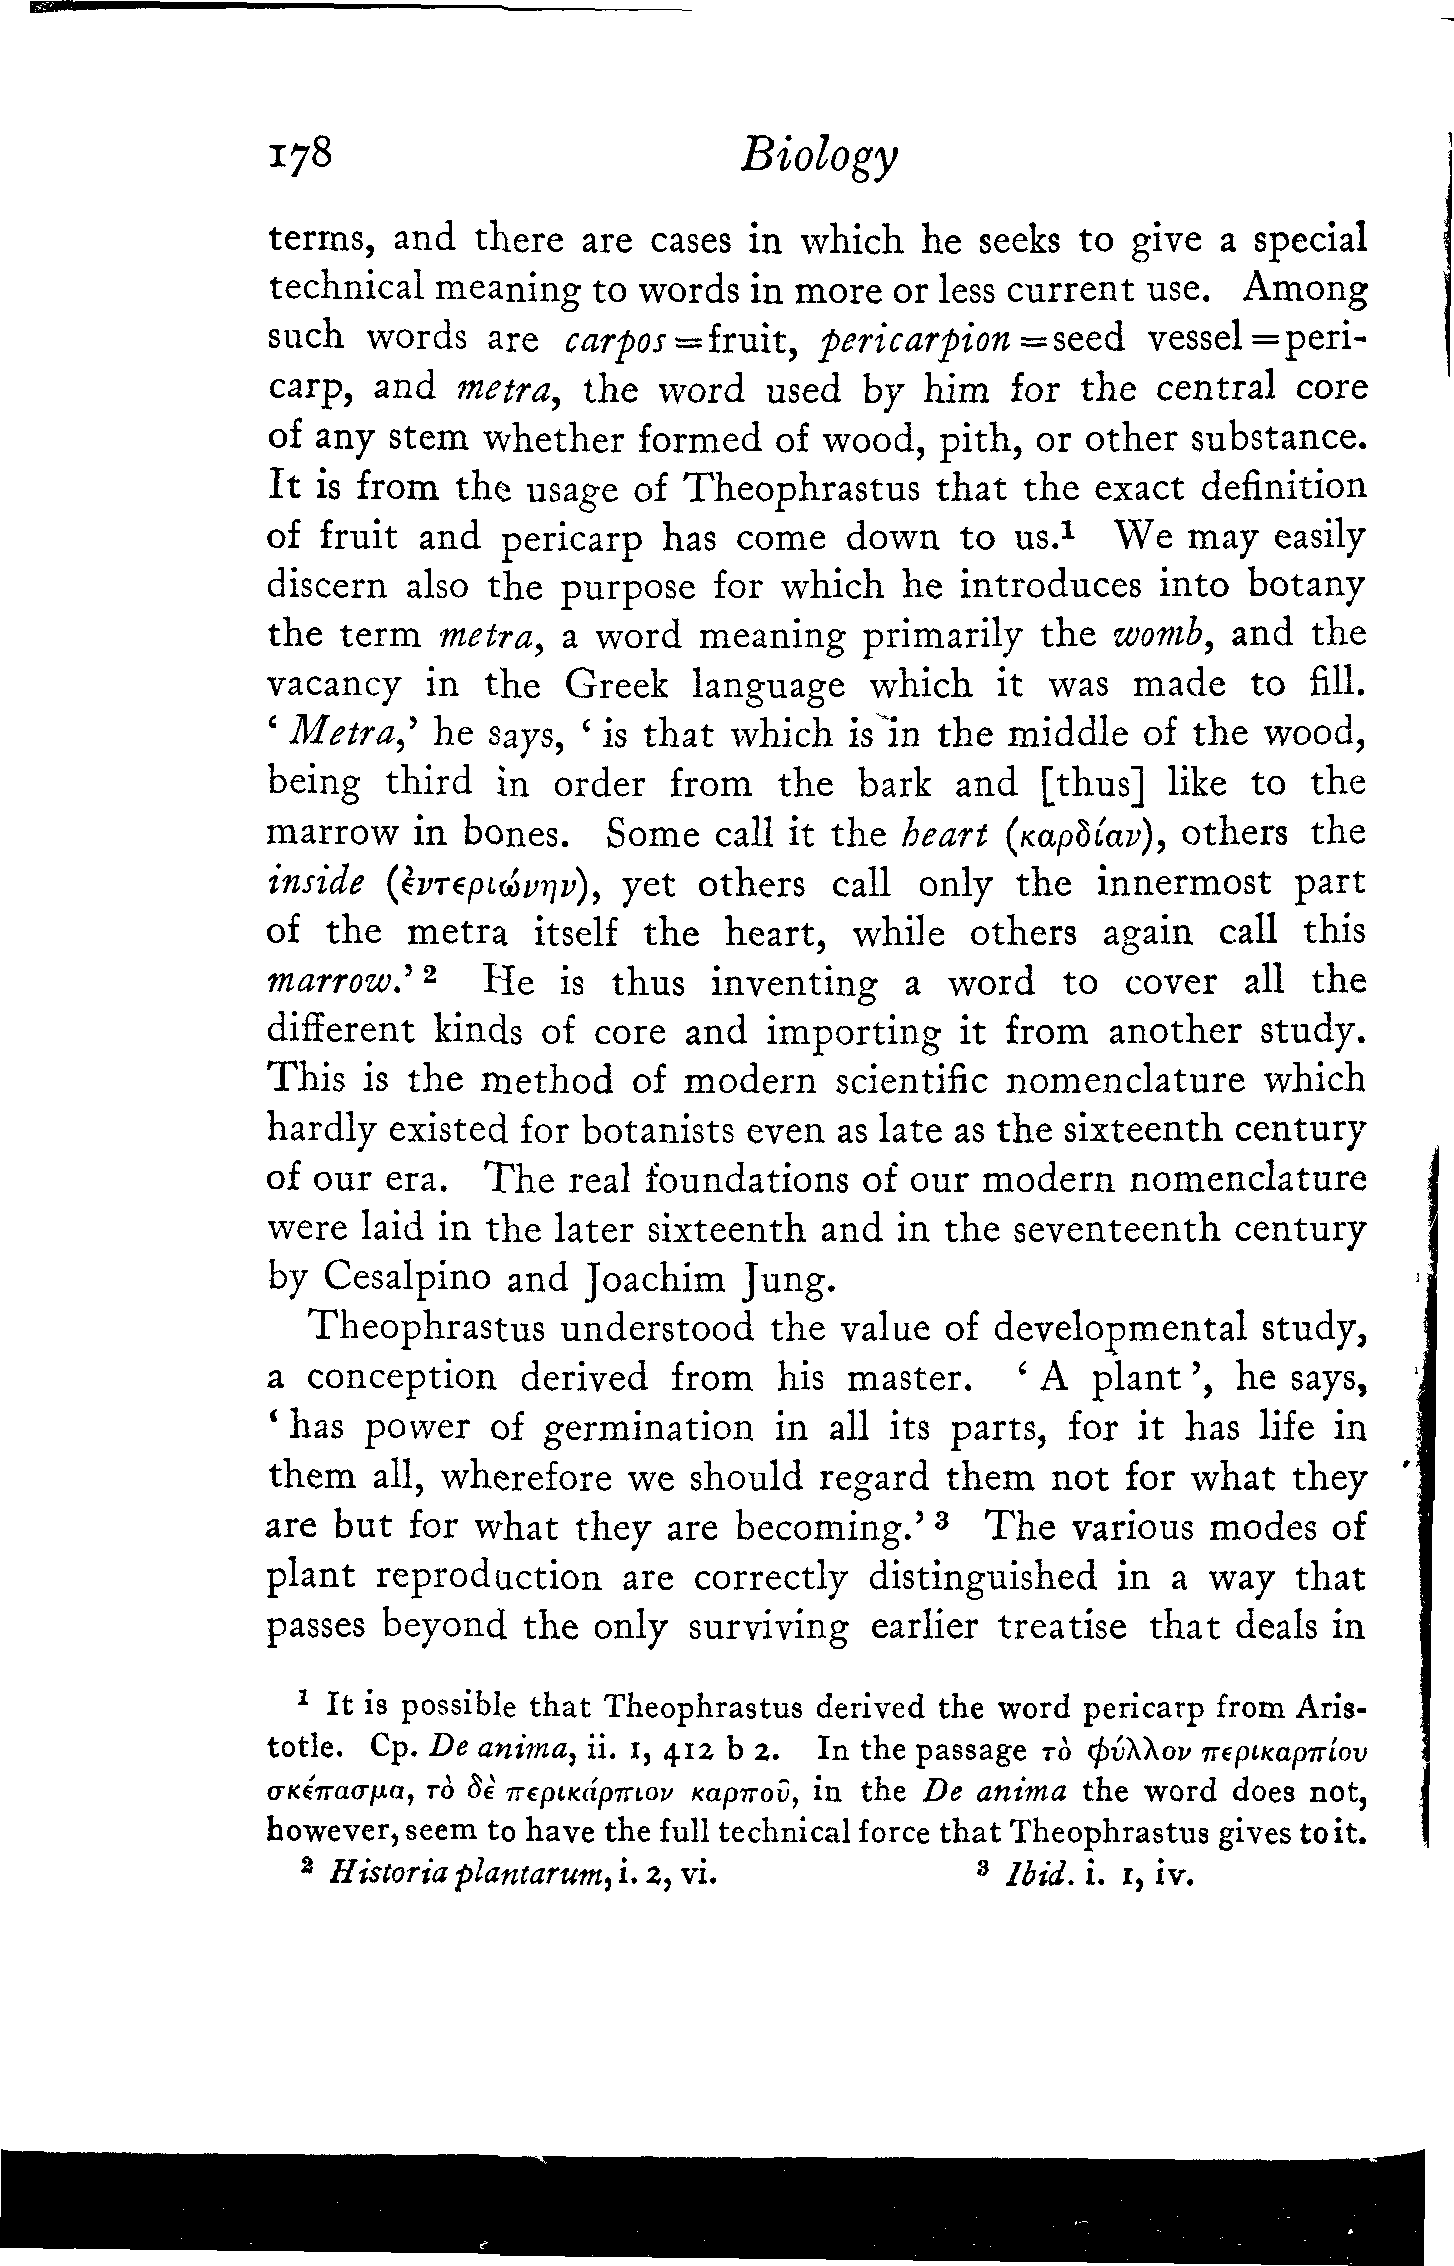 178 Biology
terms, and there are cases in which he seeks to give a special
technical meaning to words in more or less current use. Among
such words are carpos=fruit, pericarpion=seed vessel=peri-
carp, and metra, the word used by him for the central core
of any stem whether formed of wood, pith, or other substance.
It is from the usage of Theophrastus that the exact definition
of fruit and pericarp has come down to us.¹ We may easily
discern also the purpose for which he introduces into botany
the term metra, a word meaning primarily the womb, and the
vacancy in the Greek language which it was made to fill.
‘ Metra,’ he says, ‘ is that which is in the middle of the wood,
being third in order from the bark and [thus] like to the
marrow in bones. Some call it the heart (καρδίαν), others the
inside (ἐντεριώνην), yet others call only the innermost part
of the metra itself the heart, while others again call this
marrow.’ ² He is thus inventing a word to cover all the
different kinds of core and importing it from another study.
This is the method of modern scientific nomenclature which
hardly existed for botanists even as late as the sixteenth century
of our era. The real foundations of our modern nomenclature
were laid in the later sixteenth and in the seventeenth century
by Cesalpino and Joachim Jung.
Theophrastus understood the value of developmental study,
a conception derived from his master. ‘ A plant ’, he says,
‘ has power of germination in all its parts, for it has life in
them all, wherefore we should regard them not for what they
are but for what they are becoming.’ ³ The various modes of
plant reproduction are correctly distinguished in a way that
passes beyond the only surviving earlier treatise that deals in
¹ It is possible that Theophrastus derived the word pericarp from Aris-
totle. Cp. De anima, ii. 1, 412 b 2. In the passage τὸ φύλλον περικαρπίου
σκέπασμα, τὸ δὲ περικάρπιον καρποῦ, in the De anima the word does not,
however, seem to have the full technical force that Theophrastus gives to it.
² Historia plantarum, i. 2, vi. ³ Ibid. i. 1, iv.